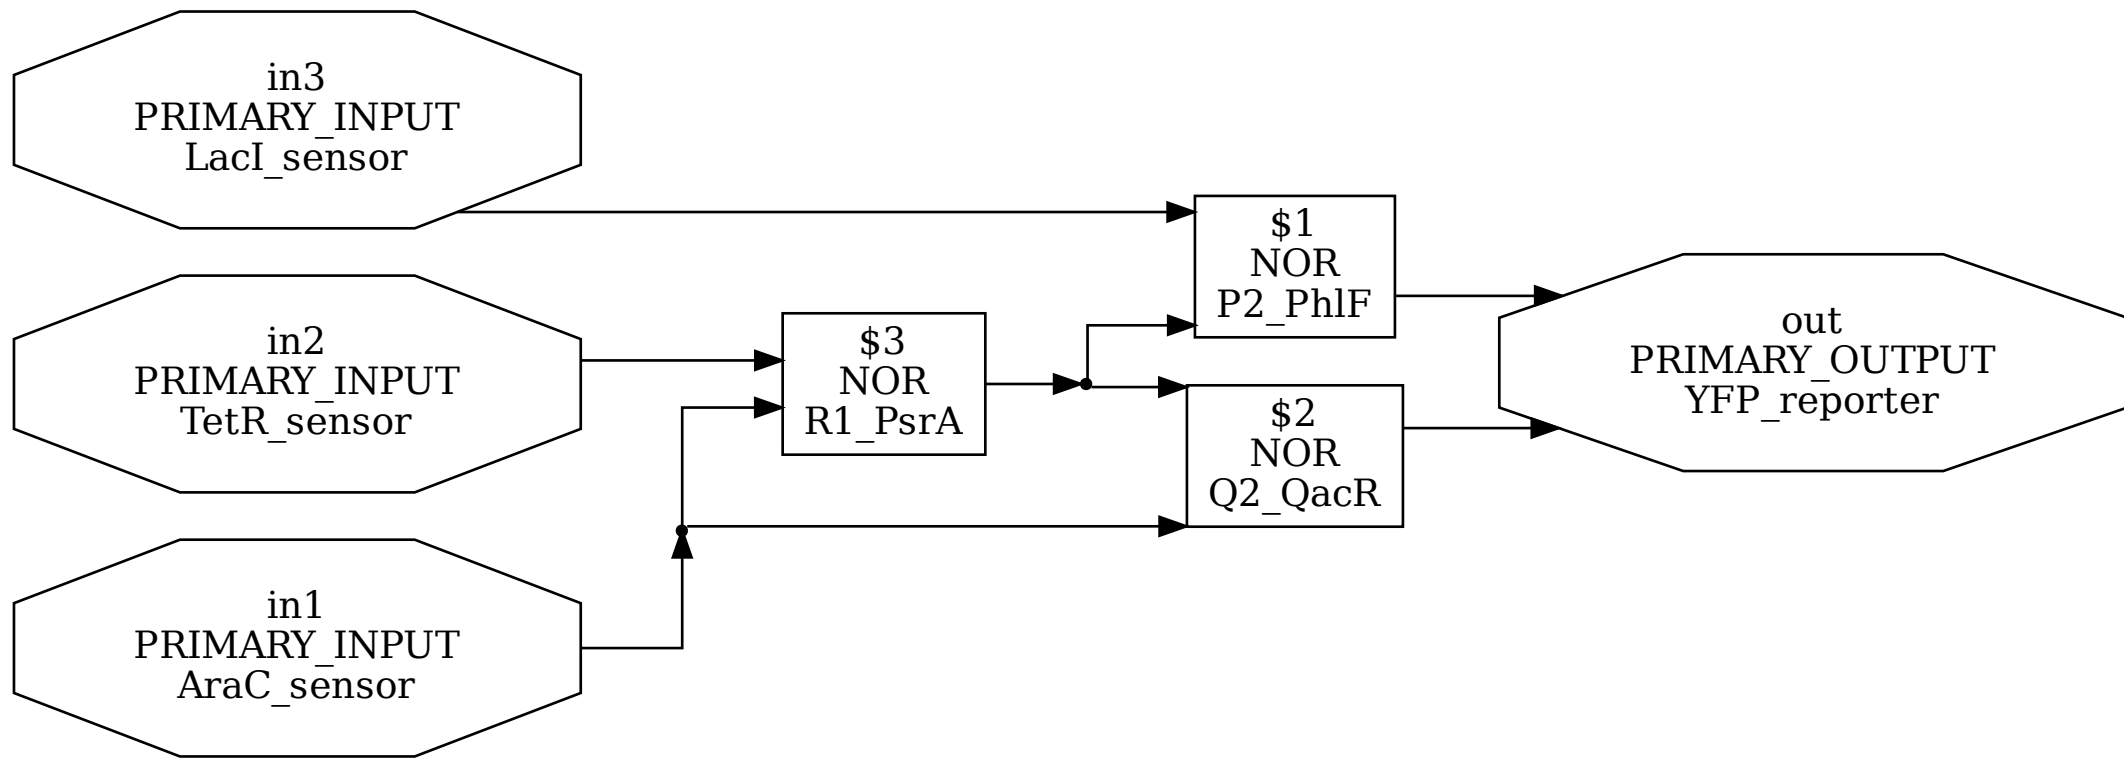 in3
PRIMARY_INPUT
LacI_sensor
in2
PRIMARY_INPUT
TetR_sensor
in1
PRIMARY_INPUT
AraC_sensor
$3
NOR
R1_PsrA
$1
NOR
P2_PhlF
$2
NOR
Q2_QacR
out
PRIMARY_OUTPUT
YFP_reporter